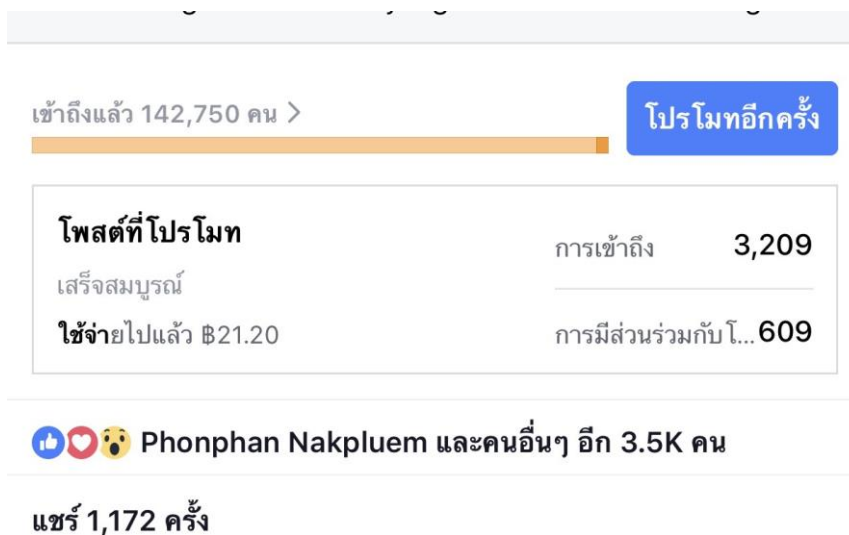 เข้าถึงแล้ว 142,750 คน >
โปรโมทอีกครั้ง
โพสต์ที่โปรโมท
เสร็จสมบูรณ์
ใช้จ่ายไปแล้ว ฿21.20
การเข้าถึง 3,209
การมีส่วนร่วมกับโ... 609
Phonphan Nakpluem และคนอื่นๆ อีก 3.5K คน
แชร์ 1,172 ครั้ง